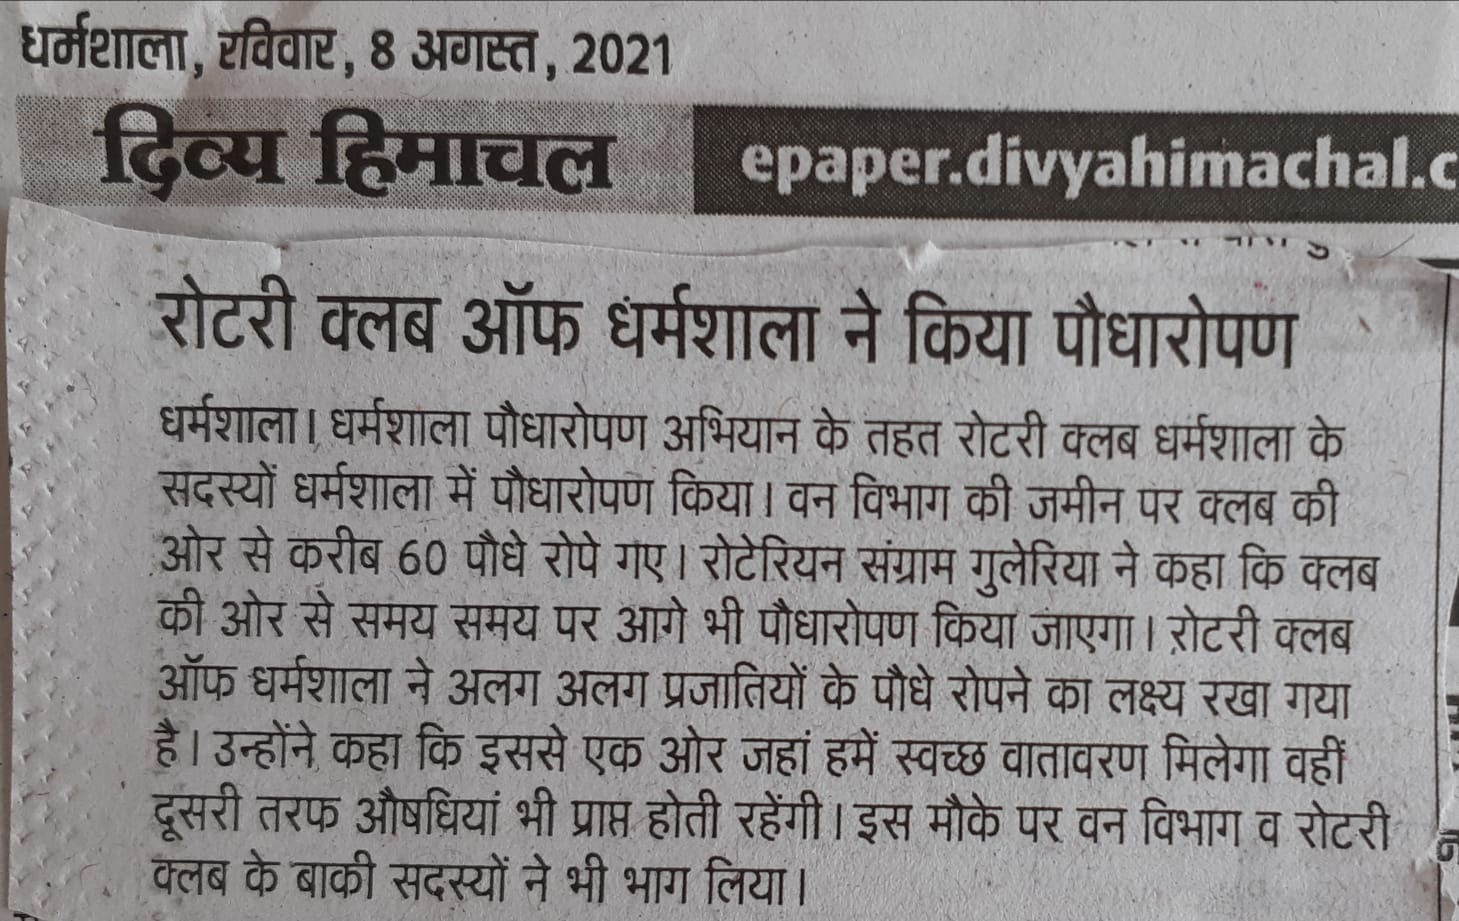 धर्मशाला, रविवार, 8 अगस्त, 2021
दिव्य हिमाचल epaper.divyahimachal.c
रोटरी क्लब ऑफ धर्मशाला ने किया पौधारोपण
धर्मशाला। धर्मशाला पौधारोपण अभियान के तहत रोटरी क्लब धर्मशाला के
सदस्यों धर्मशाला में पौधारोपण किया। वन विभाग की जमीन पर क्लब की
ओर से करीब 60 पौधे रोपे गए। रोटेरियन संग्राम गुलेरिया ने कहा कि क्लब
की ओर से समय समय पर आगे भी पौधारोपण किया जाएगा। रोटरी क्लब
ऑफ धर्मशाला ने अलग अलग प्रजातियों के पौधे रोपने का लक्ष्य रखा गया
है। उन्होंने कहा कि इससे एक ओर जहां हमें स्वच्छ वातावरण मिलेगा वहीं
दूसरी तरफ औषधियां भी प्राप्त होती रहेंगी। इस मौके पर वन विभाग व रोटरी
क्लब के बाकी सदस्यों ने भी भाग लिया।